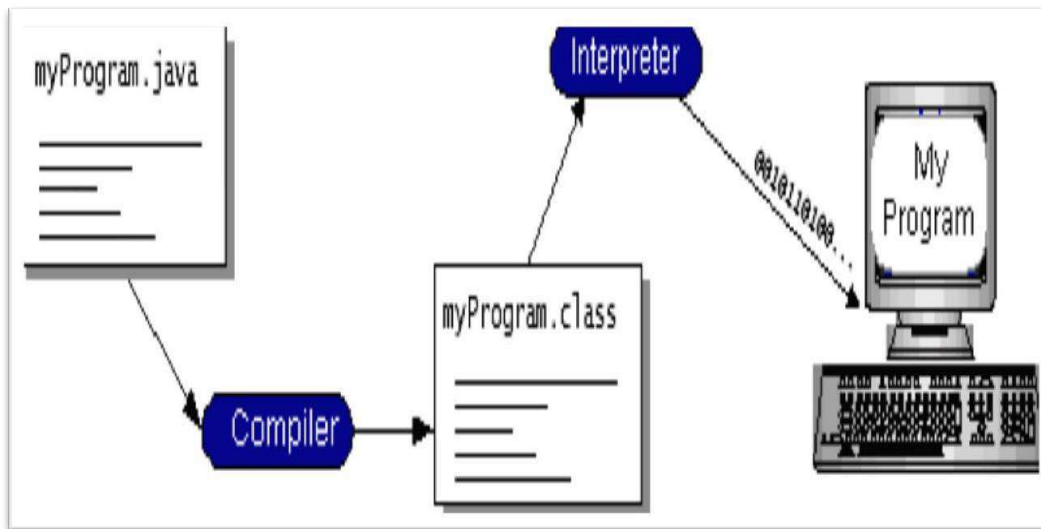 myProgram.java
Compiler
myProgram.class
Interpreter
0010110100...
My
Program